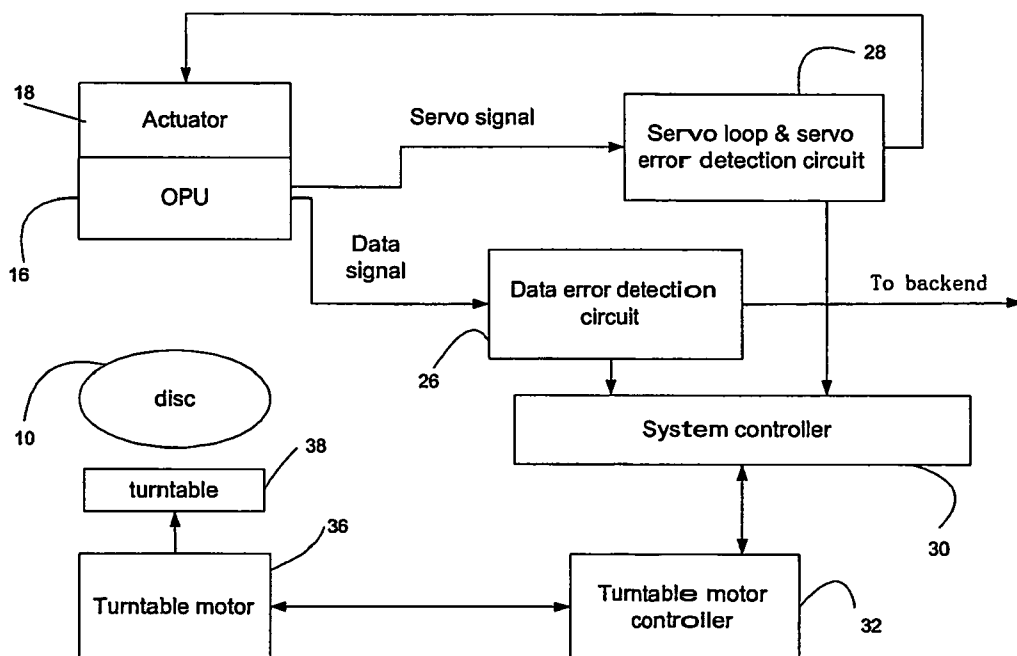 28
18
Actuator
Servo signal
Servo loop & servo
error detection circuit
OPU
16
Data
signal
Data error detection
circuit
To backend
26
disc
10
System controller
38
turntable
36
30
Turntable motor
Turntable motor
controller
32